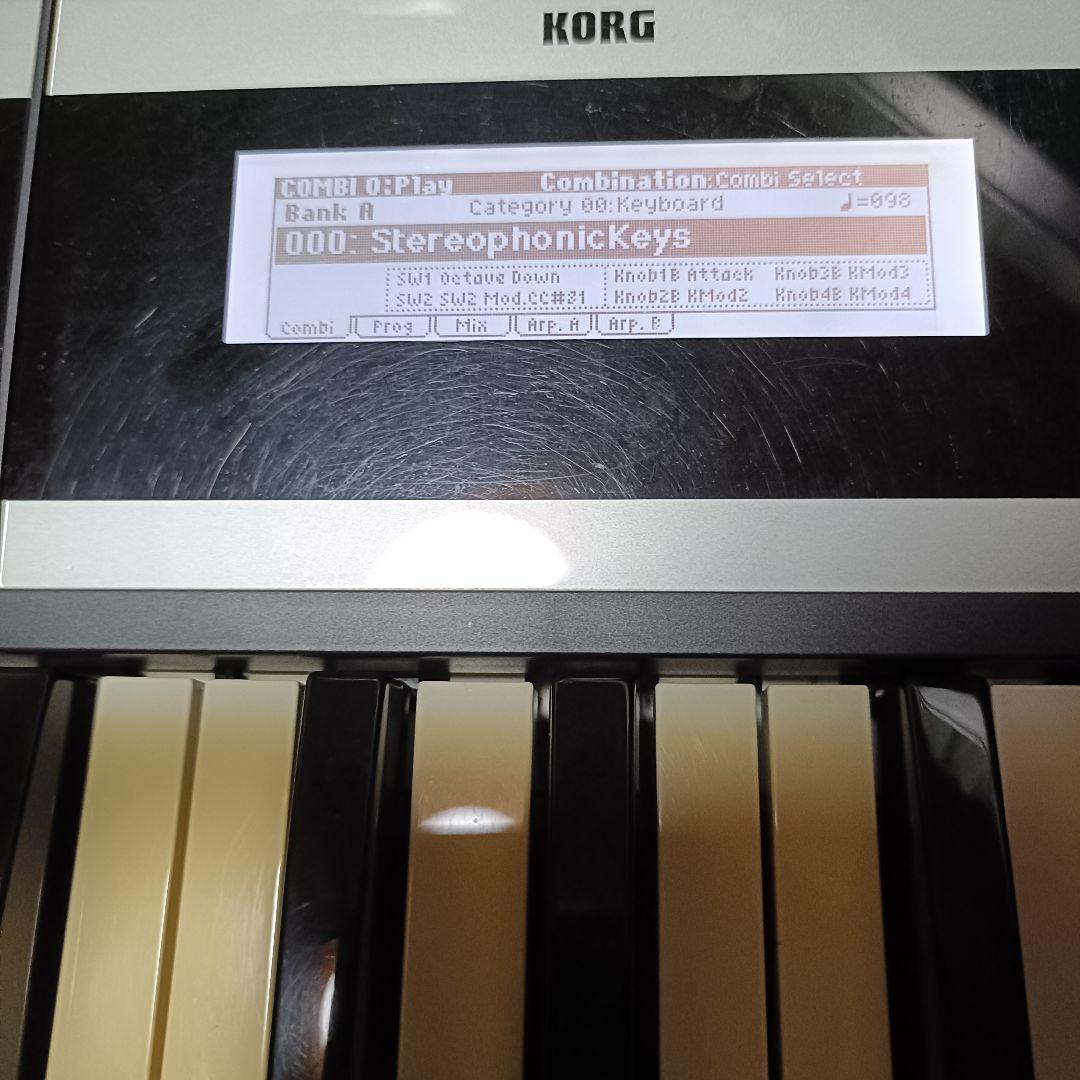 KORG
COMBI 0:Play Combination:Combi Select
Bank A Category 00:Keyboard ♩=098
000: StereophonicKeys
SW1 Octave Down Knob1B Attack Knob3B KMod3
SW2 SW2 Mod.CC#81 Knob2B KMod2 Knob4B KMod4
Combi Prog Mix Arp. A Arp. B